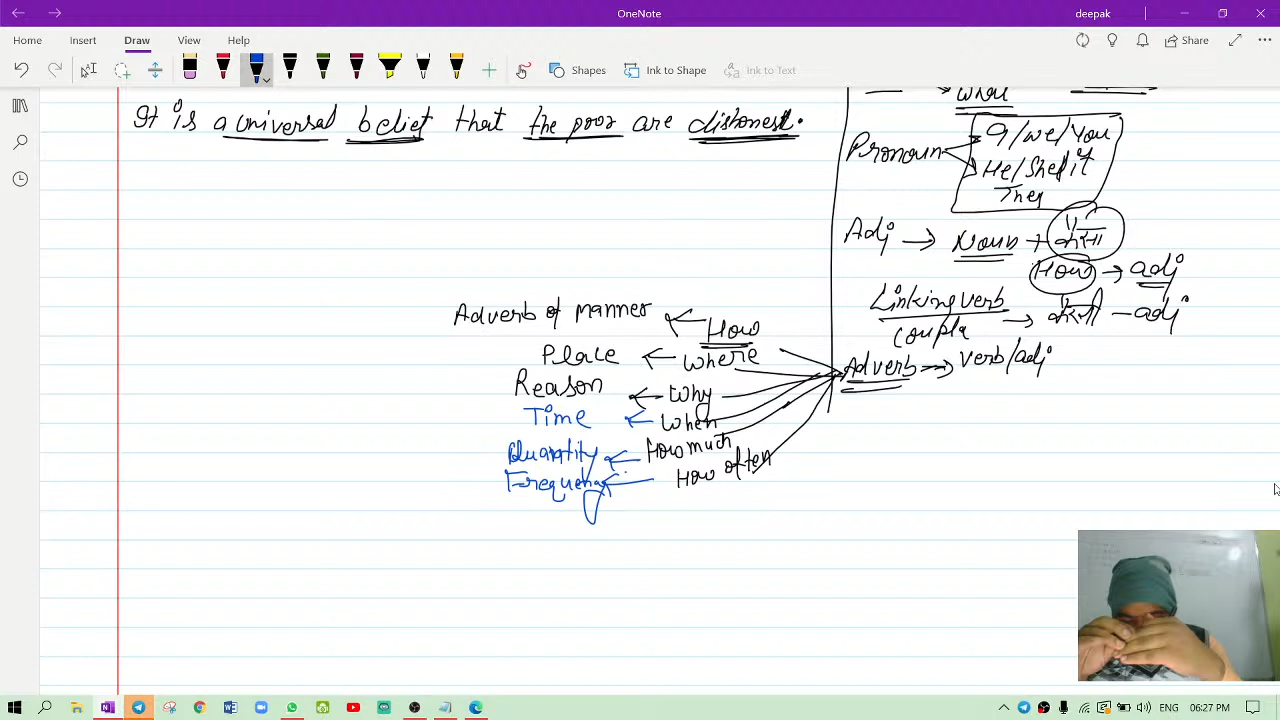 OneNote
deepak
Home Insert Draw View Help
Share
Shapes
Ink to Shape
Ink to Text
It is a universal belief that the poor are dishonest.
what
Pronoun
I/we/You
He/She/it
They
Adj → Noun +
How → adj
Linking verb
coupla → – adj
Adverb → verb/adj
Adverb of manner ← How
Place ← where
Reason ← Why
Time ← When
Quantity ← How much
Frequency ← How often
ENG 06:27 PM